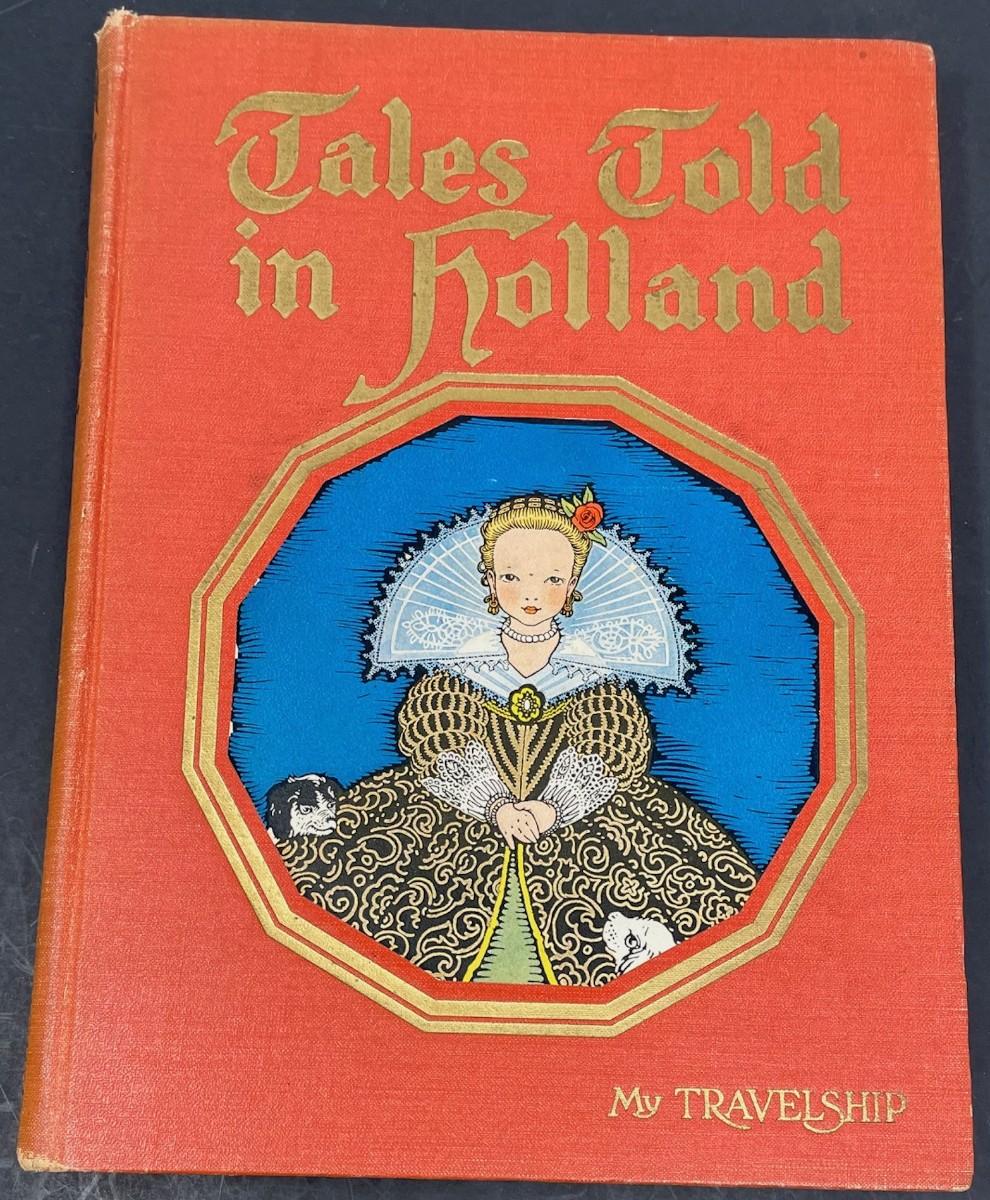 Tales Told
in Holland
My TRAVELSHIP